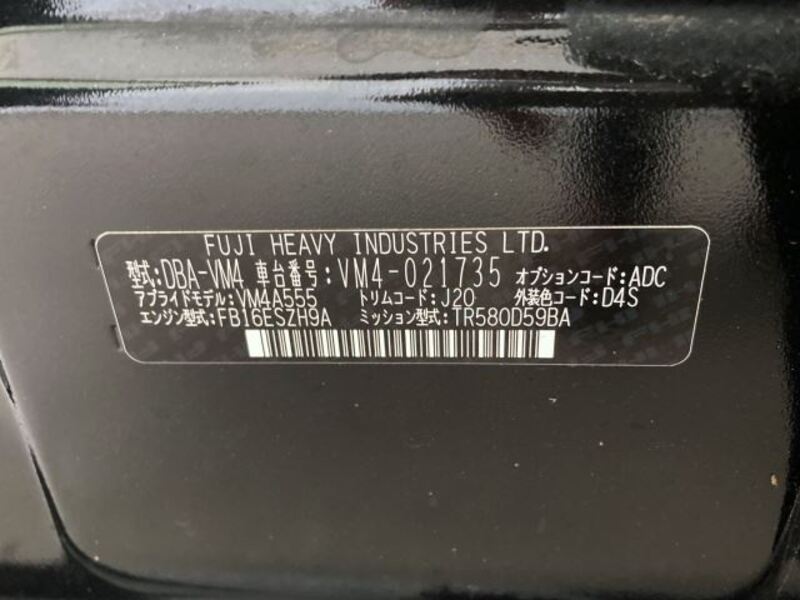 FUJI HEAVY INDUSTRIES LTD.
型式:DBA-VM4 車台番号:VM4-021735 オプションコード:ADC
アプライドモデル:VM4A555 トリムコード:J20 外装色コード:D4S
エンジン型式:FB16ESZH9A ミッション型式:TR580D59BA